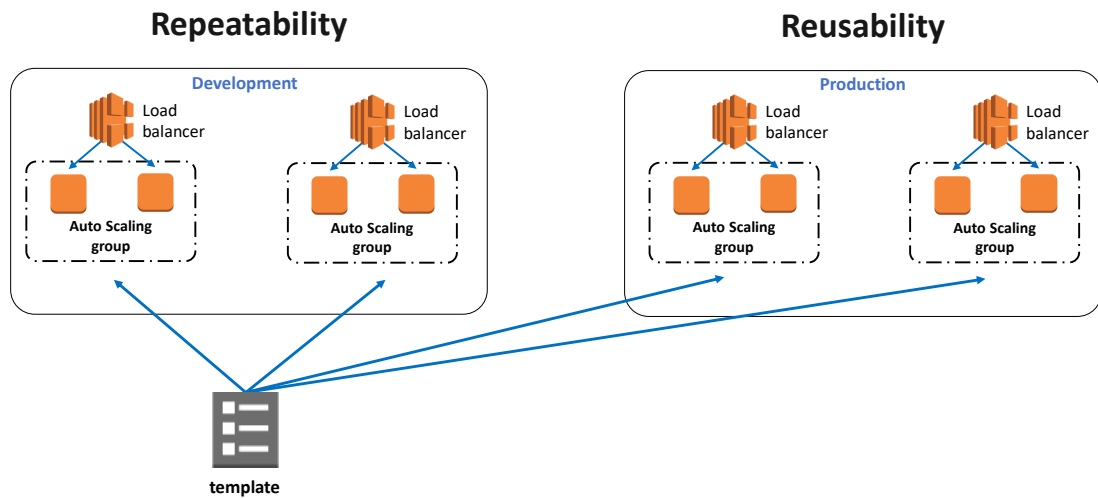 Repeatability
Reusability
Development
Load
balancer
Load
balancer
Auto Scaling
group
Auto Scaling
group
Production
Load
balancer
Load
balancer
Auto Scaling
group
Auto Scaling
group
template